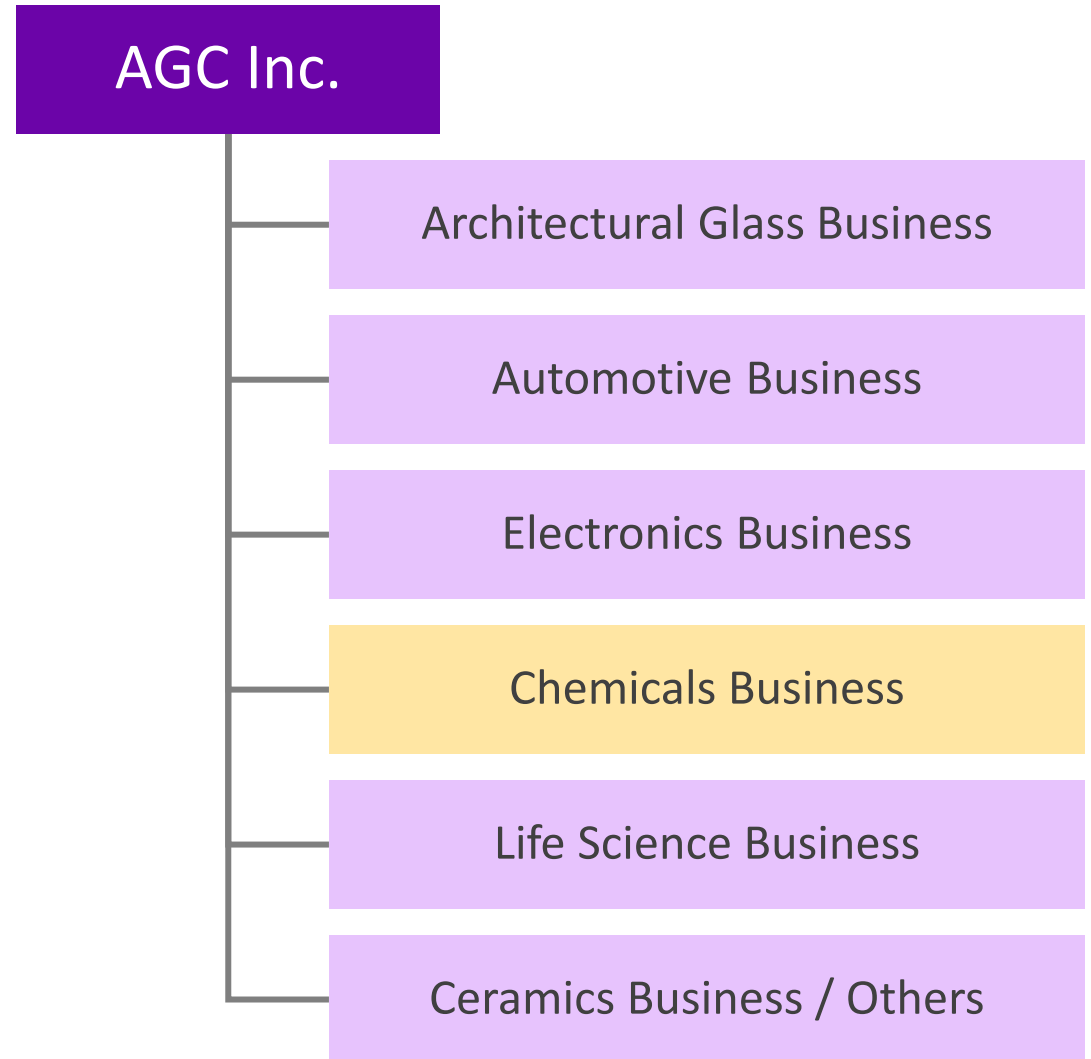 AGC Inc.
Architectural Glass Business
Automotive Business
Electronics Business
Chemicals Business
Life Science Business
Ceramics Business / Others